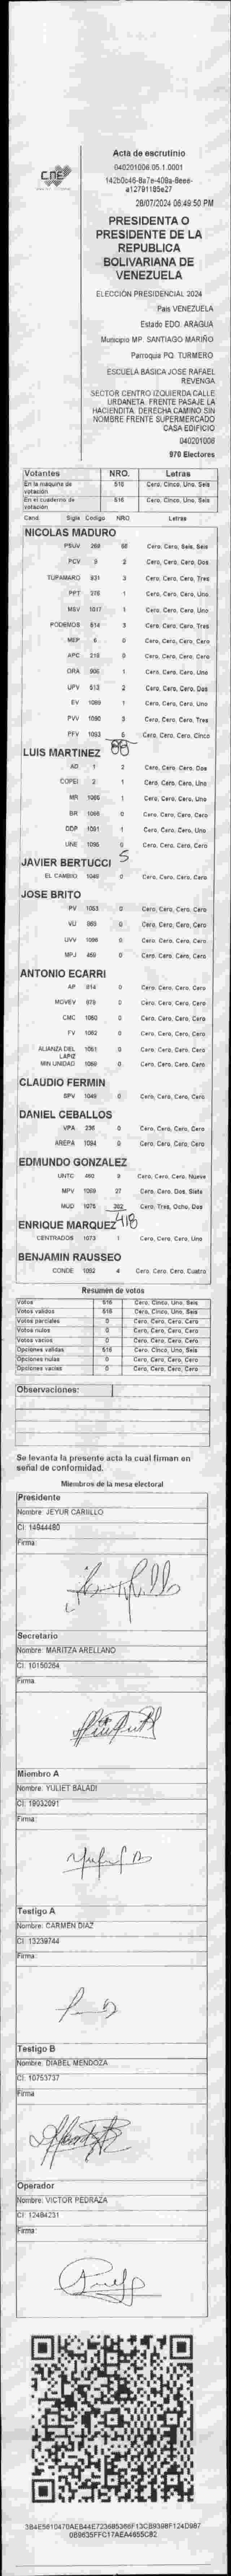 CNE
Acta de escrutinio
040201006.05.1.0001
142b0c46-8a7e-409a-8eee-
a12791185e27
28/07/2024 06:49:50 PM
PRESIDENTA O
PRESIDENTE DE LA
REPUBLICA
BOLIVARIANA DE
VENEZUELA
ELECCIÓN PRESIDENCIAL 2024
País VENEZUELA
Estado EDO. ARAGUA
Municipio MP. SANTIAGO MARIÑO
Parroquia PQ. TURMERO
ESCUELA BÁSICA JOSE RAFAEL
REVENGA
SECTOR CENTRO IZQUIERDA CALLE
URDANETA. FRENTE PASAJE LA
HACIENDITA. DERECHA CAMINO SIN
NOMBRE FRENTE SUPERMERCADO
CASA EDIFICIO
040201006
970 Electores
Votantes NRO. Letras
En la máquina de votación 516 Cero, Cinco, Uno, Seis
En el cuaderno de votación 516 Cero, Cinco, Uno, Seis
Cand. Sigla Código NRO. Letras
NICOLAS MADURO
PSUV 268 66 Cero, Cero, Seis, Seis
PCV 9 2 Cero, Cero, Cero, Dos
TUPAMARO 931 3 Cero, Cero, Cero, Tres
PPT 376 1 Cero, Cero, Cero, Uno
MSV 1017 1 Cero, Cero, Cero, Uno
PODEMOS 514 3 Cero, Cero, Cero, Tres
MEP 6 0 Cero, Cero, Cero, Cero
APC 218 0 Cero, Cero, Cero, Cero
ORA 906 1 Cero, Cero, Cero, Uno
UPV 613 2 Cero, Cero, Cero, Dos
EV 1089 1 Cero, Cero, Cero, Uno
PVV 1090 3 Cero, Cero, Cero, Tres
PFV 1093 5 Cero, Cero, Cero, Cinco
88
LUIS MARTINEZ
AD 1 2 Cero, Cero, Cero, Dos
COPEI 2 1 Cero, Cero, Cero, Uno
MR 1066 1 Cero, Cero, Cero, Uno
BR 1068 0 Cero, Cero, Cero, Cero
DDP 1091 1 Cero, Cero, Cero, Uno
UNE 1096 0 Cero, Cero, Cero, Cero
5
JAVIER BERTUCCI
EL CAMBIO 1048 0 Cero, Cero, Cero, Cero
JOSE BRITO
PV 1053 0 Cero, Cero, Cero, Cero
VU 969 0 Cero, Cero, Cero, Cero
UVV 1098 0 Cero, Cero, Cero, Cero
MPJ 459 0 Cero, Cero, Cero, Cero
ANTONIO ECARRI
AP 814 0 Cero, Cero, Cero, Cero
MOVEV 979 0 Cero, Cero, Cero, Cero
CMC 1080 0 Cero, Cero, Cero, Cero
FV 1062 0 Cero, Cero, Cero, Cero
ALIANZA DEL LAPIZ 1061 0 Cero, Cero, Cero, Cero
MIN UNIDAD 1069 0 Cero, Cero, Cero, Cero
CLAUDIO FERMIN
SPV 1049 0 Cero, Cero, Cero, Cero
DANIEL CEBALLOS
VPA 236 0 Cero, Cero, Cero, Cero
AREPA 1094 0 Cero, Cero, Cero, Cero
EDMUNDO GONZALEZ
UNTC 460 9 Cero, Cero, Cero, Nueve
MPV 1069 27 Cero, Cero, Dos, Siete
MUD 1075 382 Cero, Tres, Ocho, Dos
418
ENRIQUE MARQUEZ
CENTRADOS 1073 1 Cero, Cero, Cero, Uno
BENJAMIN RAUSSEO
CONDE 1092 4 Cero, Cero, Cero, Cuatro
Resumen de votos
Votos 516 Cero, Cinco, Uno, Seis
Votos válidos 516 Cero, Cinco, Uno, Seis
Votos parciales 0 Cero, Cero, Cero, Cero
Votos nulos 0 Cero, Cero, Cero, Cero
Votos vacíos 0 Cero, Cero, Cero, Cero
Opciones válidas 516 Cero, Cinco, Uno, Seis
Opciones nulas 0 Cero, Cero, Cero, Cero
Opciones vacías 0 Cero, Cero, Cero, Cero
Observaciones:
Se levanta la presente acta la cual firman en
señal de conformidad.
Miembros de la mesa electoral
Presidente
Nombre: JEYUR CARIILLO
CI: 14944480
Firma:
Secretario
Nombre: MARITZA ARELLANO
CI: 10150264
Firma:
Miembro A
Nombre: YULIET BALADI
CI: 19932091
Firma:
Testigo A
Nombre: CARMEN DIAZ
CI: 13239744
Firma:
Testigo B
Nombre: DIABEL MENDOZA
CI: 10753737
Firma:
Operador
Nombre: VICTOR PEDRAZA
CI: 12484231
Firma:
3B4E5610470AEB44E723685366F13CB9398F124D987
0B9635FFC17AEA4855C82